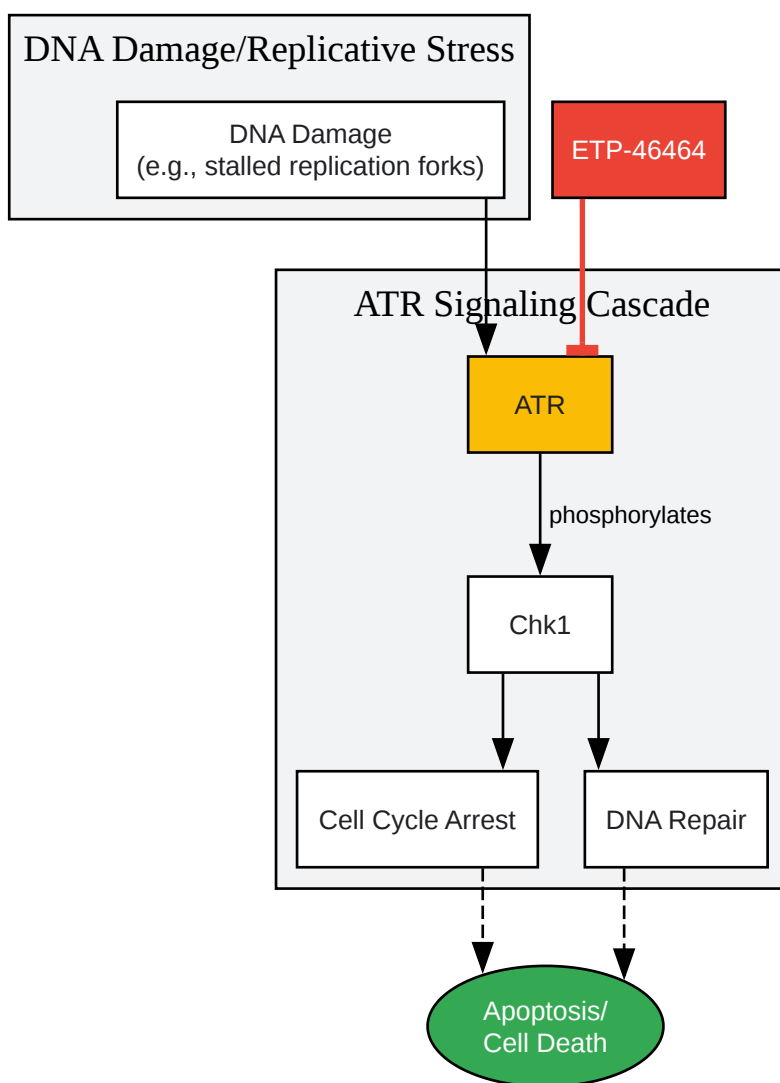 DNA Damage/Replicative Stress
DNA Damage
(e.g., stalled replication forks)
ETP-46464
ATR Signaling Cascade
ATR
phosphorylates
Chk1
Cell Cycle Arrest
DNA Repair
Apoptosis/
Cell Death